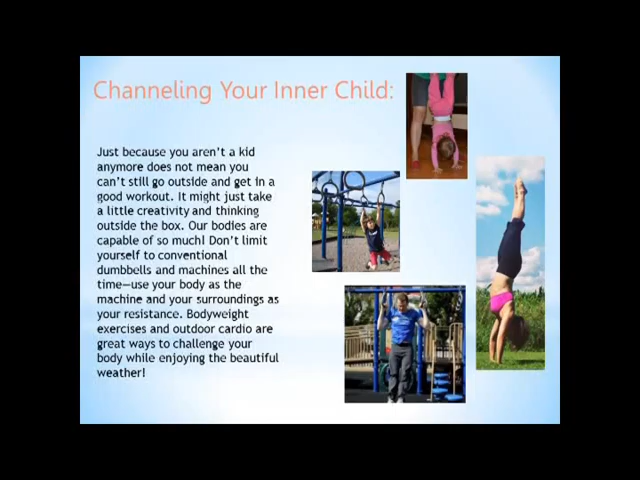 Channeling Your Inner Child:
Just because you aren't a kid
anymore does not mean you
can't still go outside and get in a
good workout. It might just take
a little creativity and thinking
outside the box. Our bodies are
capable of so much! Don't limit
yourself to conventional
dumbbells and machines all the
time—use your body as the
machine and your surroundings as
your resistance. Bodyweight
exercises and outdoor cardio are
great ways to challenge your
body while enjoying the beautiful
weather!